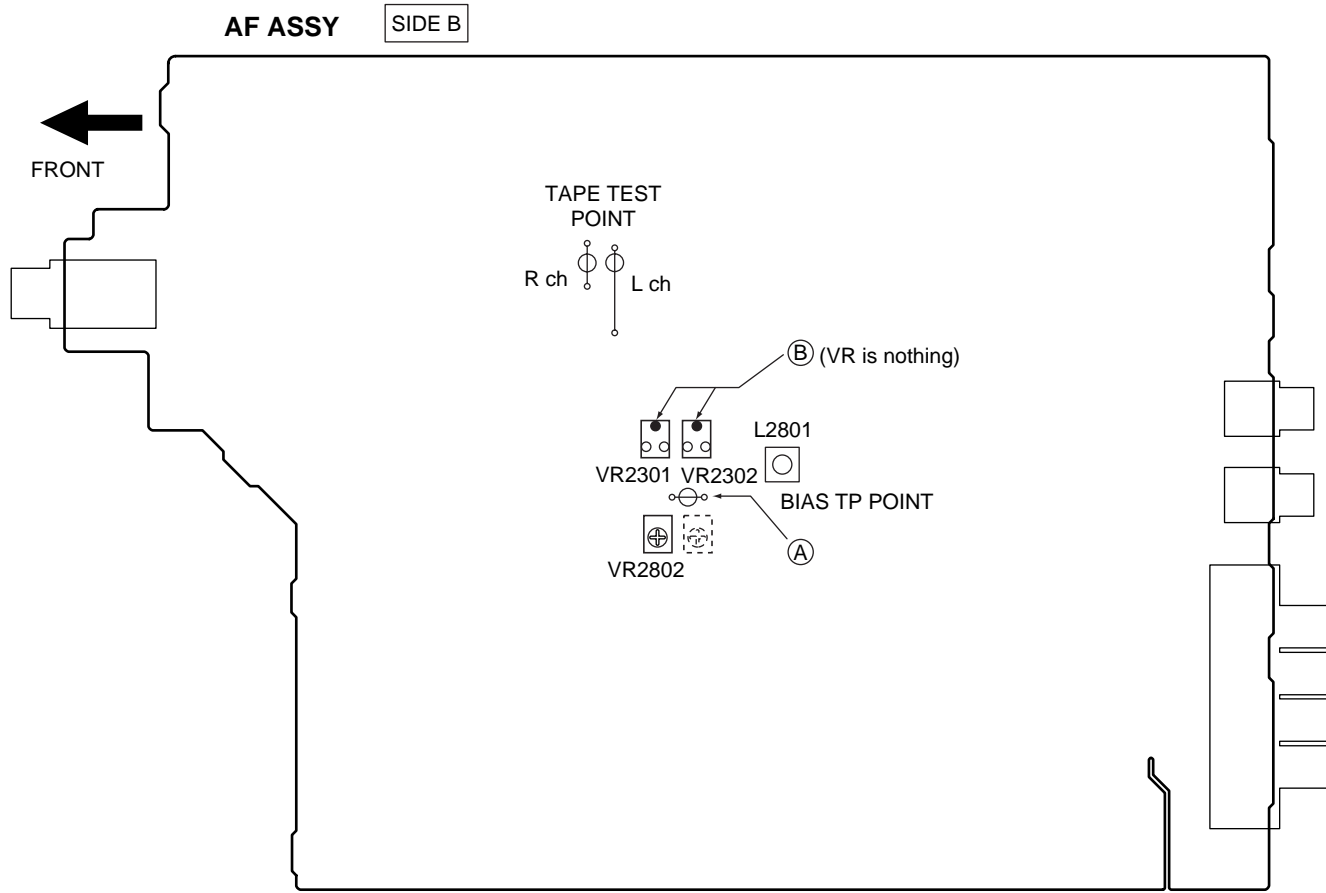 AF ASSY
SIDE B
FRONT
TAPE TEST
POINT
R ch
L ch
B (VR is nothing)
L2801
VR2301
VR2302
BIAS TP POINT
A
VR2802